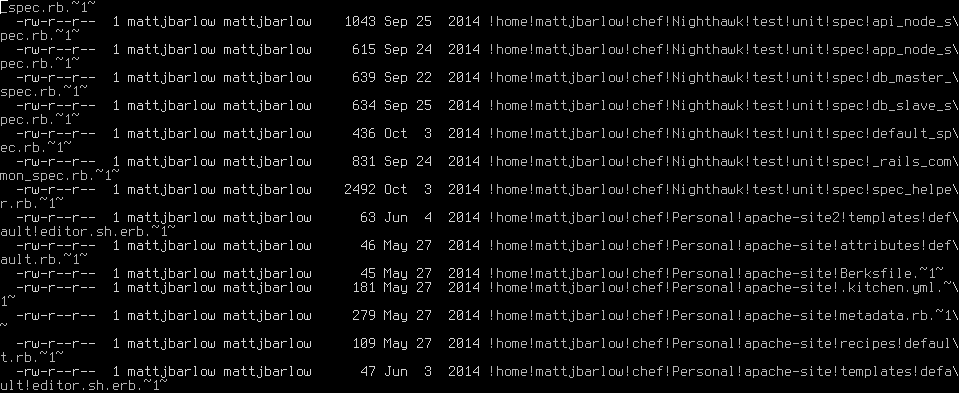 _spec.rb.~1~
-rw-r--r-- 1 mattjbarlow mattjbarlow 1043 Sep 25 2014 !home!mattjbarlow!chef!Nighthawk!test!unit!spec!api_node_s\
pec.rb.~1~
-rw-r--r-- 1 mattjbarlow mattjbarlow 615 Sep 24 2014 !home!mattjbarlow!chef!Nighthawk!test!unit!spec!app_node_s\
pec.rb.~1~
-rw-r--r-- 1 mattjbarlow mattjbarlow 639 Sep 22 2014 !home!mattjbarlow!chef!Nighthawk!test!unit!spec!db_master_\
spec.rb.~1~
-rw-r--r-- 1 mattjbarlow mattjbarlow 634 Sep 25 2014 !home!mattjbarlow!chef!Nighthawk!test!unit!spec!db_slave_s\
pec.rb.~1~
-rw-r--r-- 1 mattjbarlow mattjbarlow 436 Oct 3 2014 !home!mattjbarlow!chef!Nighthawk!test!unit!spec!default_sp\
ec.rb.~1~
-rw-r--r-- 1 mattjbarlow mattjbarlow 831 Sep 24 2014 !home!mattjbarlow!chef!Nighthawk!test!unit!spec!_rails_com\
mon_spec.rb.~1~
-rw-r--r-- 1 mattjbarlow mattjbarlow 2492 Oct 3 2014 !home!mattjbarlow!chef!Nighthawk!test!unit!spec!spec_helpe\
r.rb.~1~
-rw-r--r-- 1 mattjbarlow mattjbarlow 63 Jun 4 2014 !home!mattjbarlow!chef!Personal!apache-site2!templates!def\
ault!editor.sh.erb.~1~
-rw-r--r-- 1 mattjbarlow mattjbarlow 46 May 27 2014 !home!mattjbarlow!chef!Personal!apache-site!attributes!def\
ault.rb.~1~
-rw-r--r-- 1 mattjbarlow mattjbarlow 45 May 27 2014 !home!mattjbarlow!chef!Personal!apache-site!Berksfile.~1~
-rw-r--r-- 1 mattjbarlow mattjbarlow 181 May 27 2014 !home!mattjbarlow!chef!Personal!apache-site!.kitchen.yml.~\
1~
-rw-r--r-- 1 mattjbarlow mattjbarlow 279 May 27 2014 !home!mattjbarlow!chef!Personal!apache-site!metadata.rb.~1\
~
-rw-r--r-- 1 mattjbarlow mattjbarlow 109 May 27 2014 !home!mattjbarlow!chef!Personal!apache-site!recipes!defaul\
t.rb.~1~
-rw-r--r-- 1 mattjbarlow mattjbarlow 47 Jun 3 2014 !home!mattjbarlow!chef!Personal!apache-site!templates!defa\
ult!editor.sh.erb.~1~